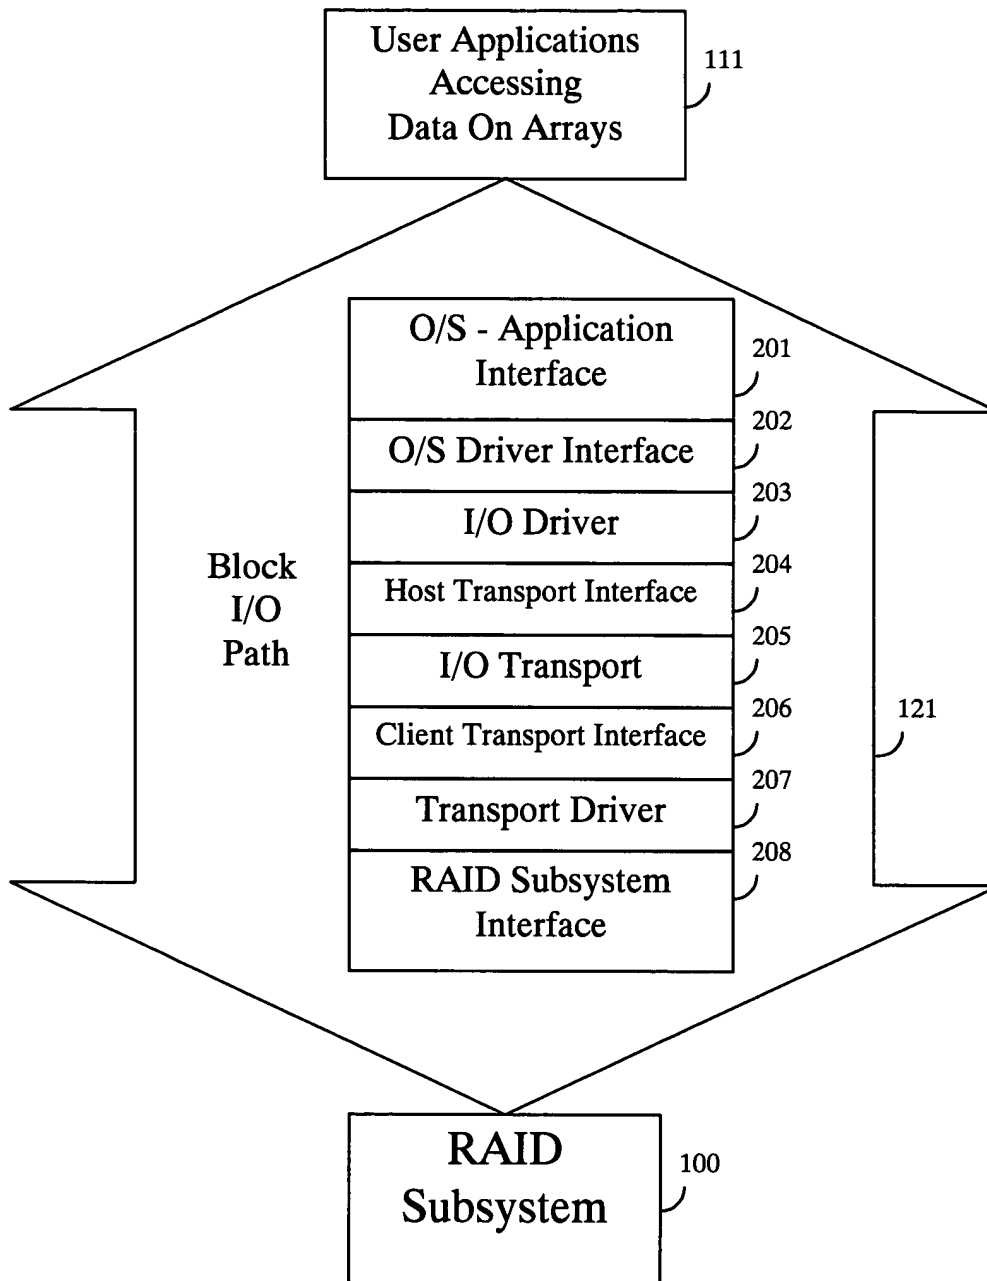 User Applications
Accessing
Data On Arrays
111
O/S - Application
Interface
201
O/S Driver Interface
202
I/O Driver
203
Host Transport Interface
204
I/O Transport
205
Client Transport Interface
206
Transport Driver
207
RAID Subsystem
Interface
208
Block
I/O
Path
121
RAID
Subsystem
100